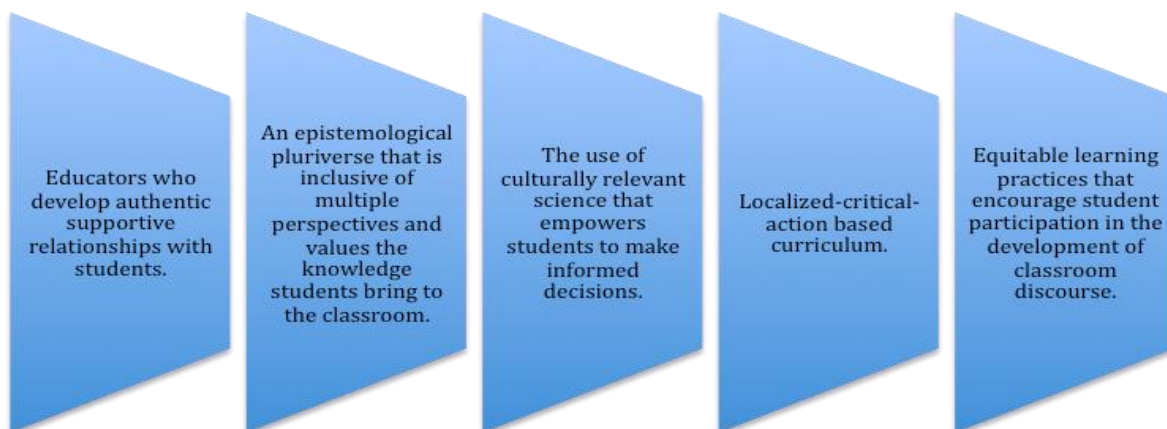 Educators who
develop authentic
supportive
relationships with
students.
An epistemological
pluriverse that is
inclusive of
multiple
perspectives and
values the
knowledge
students bring to
the classroom.
The use of
culturally relevant
science that
empowers
students to make
informed
decisions.
Localized-critical-
action based
curriculum.
Equitable learning
practices that
encourage student
participation in the
development of
classroom
discourse.